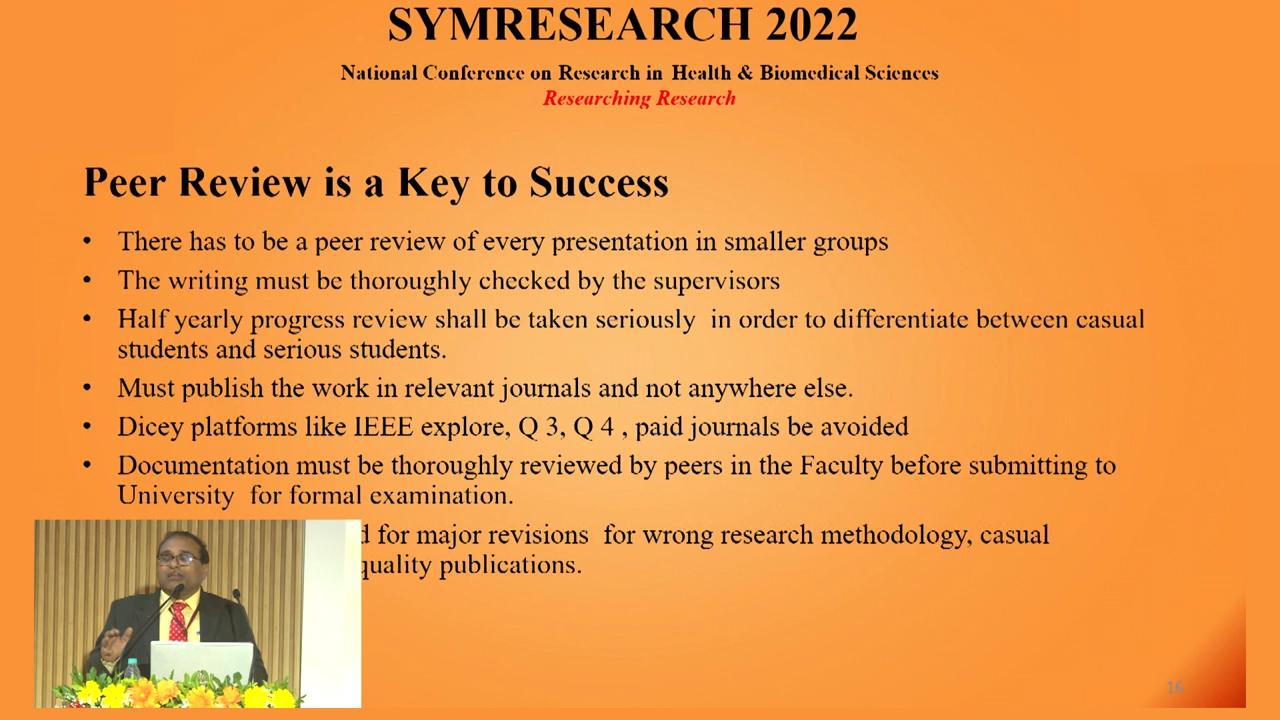 SYMRESEARCH 2022
National Conference on Research in Health & Biomedical Sciences
Researching Research
Peer Review is a Key to Success
• There has to be a peer review of every presentation in smaller groups
• The writing must be thoroughly checked by the supervisors
• Half yearly progress review shall be taken seriously in order to differentiate between casual
students and serious students.
• Must publish the work in relevant journals and not anywhere else.
• Dicey platforms like IEEE explore, Q 3, Q 4 , paid journals be avoided
• Documentation must be thoroughly reviewed by peers in the Faculty before submitting to
University for formal examination.
for major revisions for wrong research methodology, casual
quality publications.
16